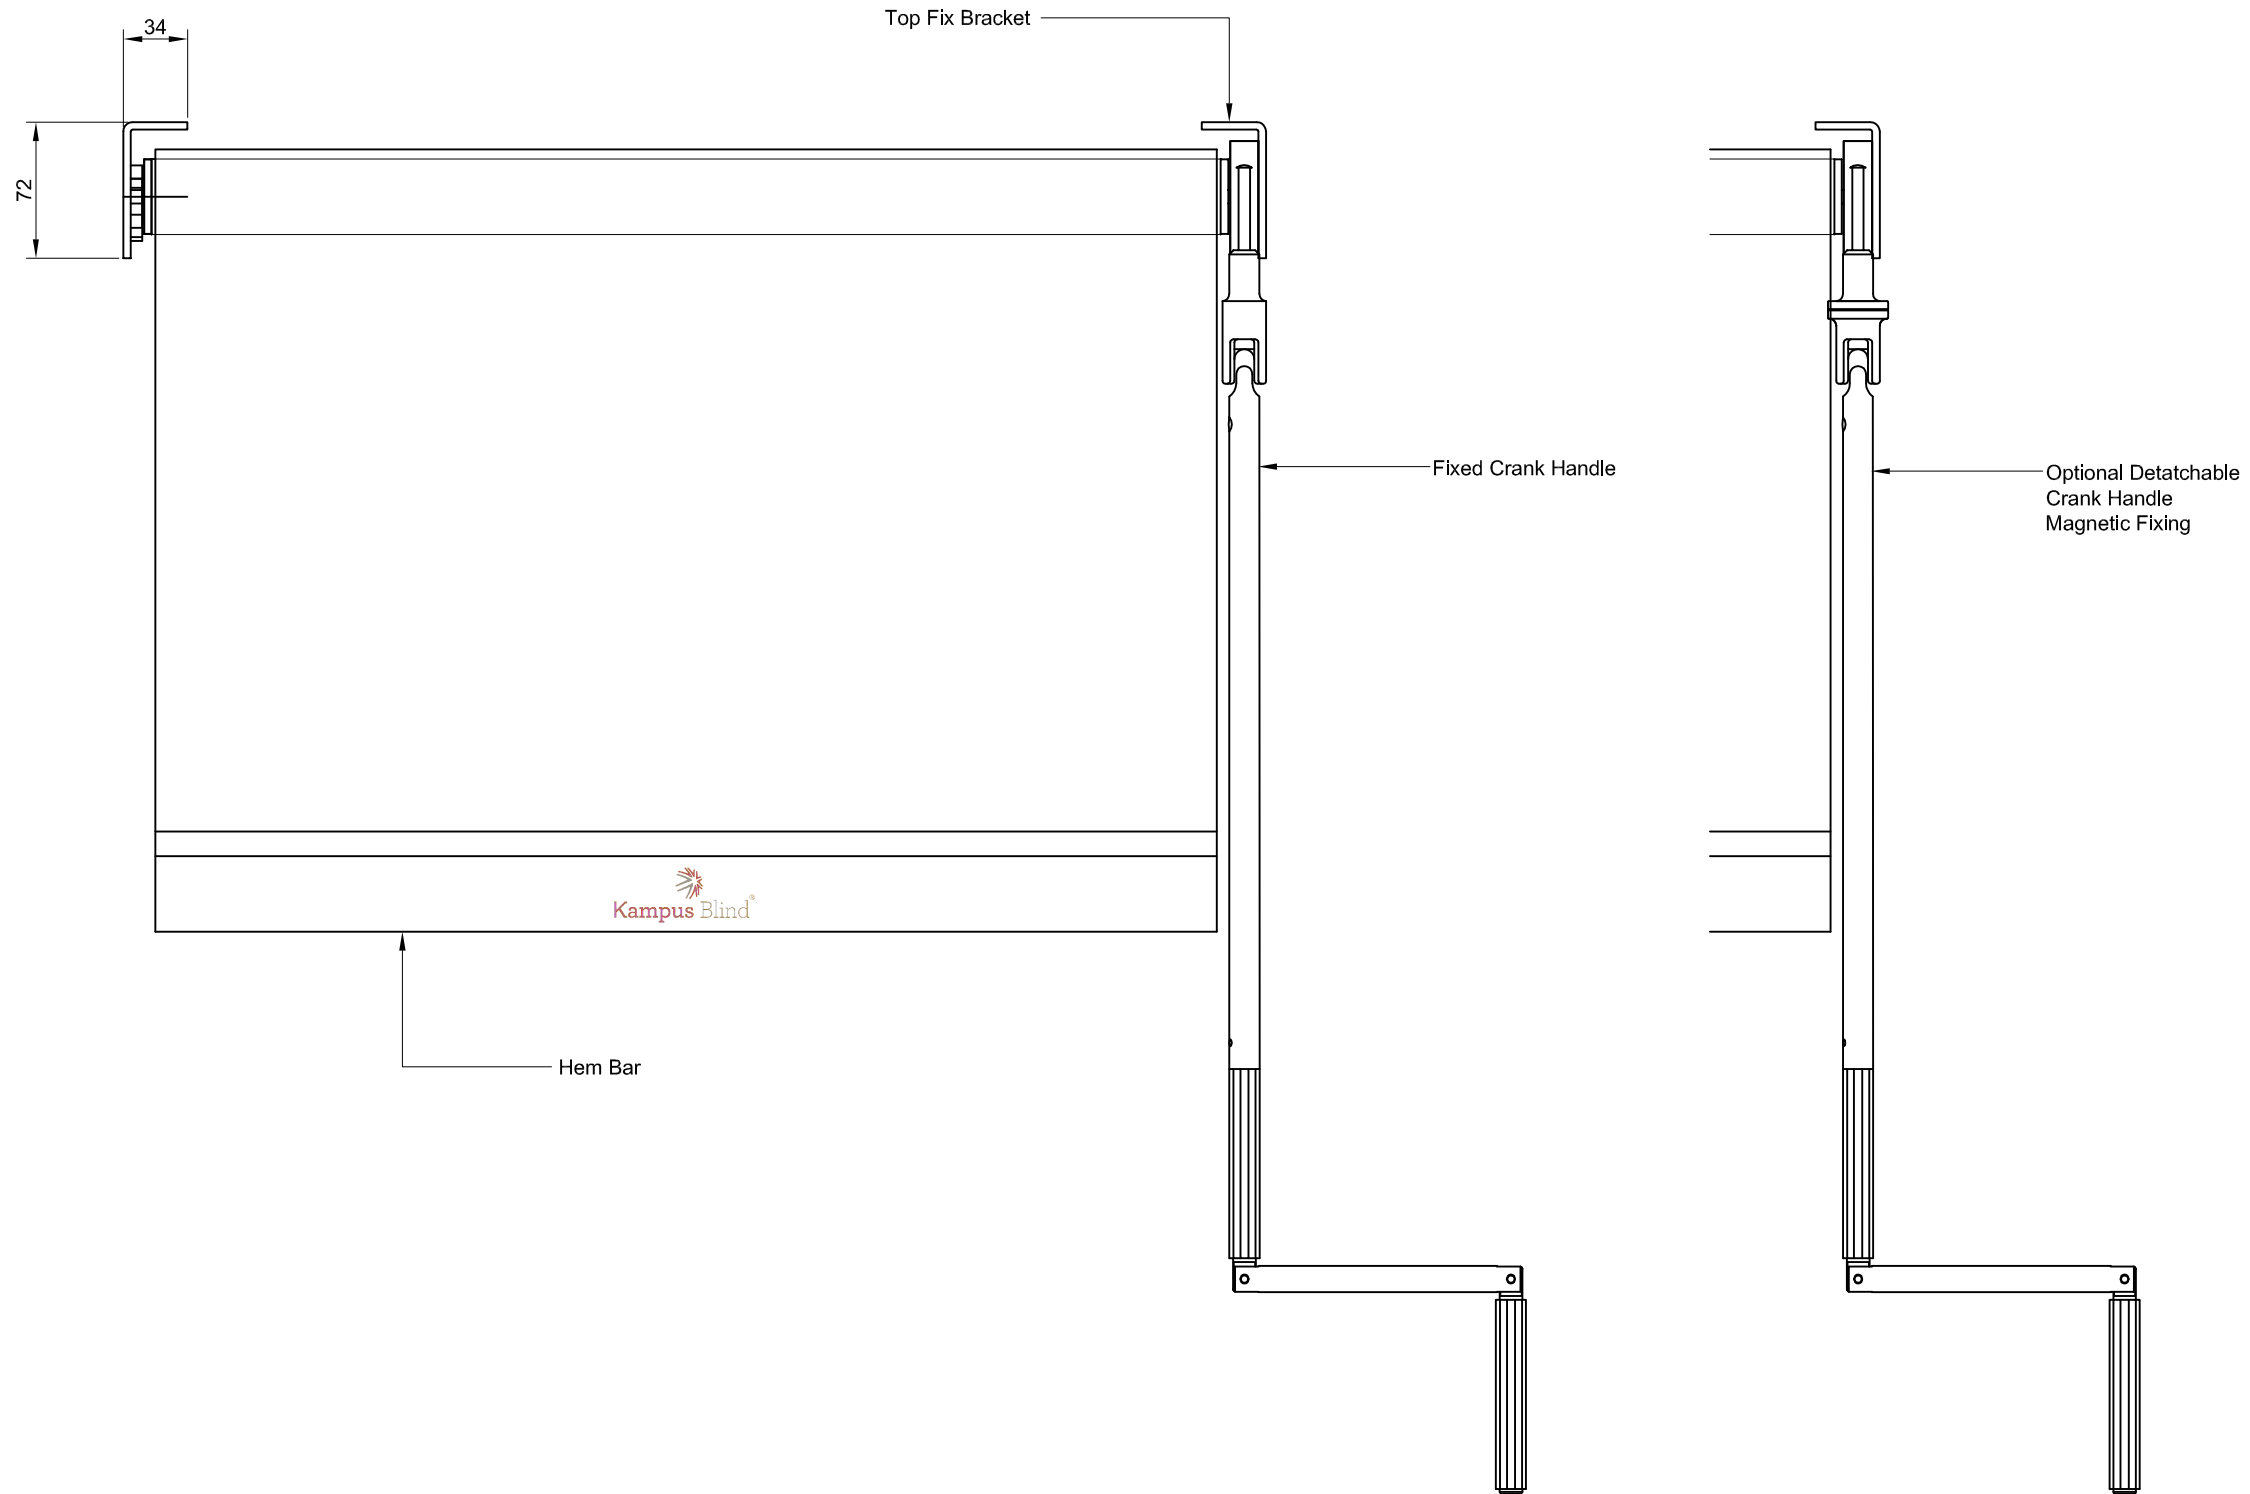 34
Top Fix Bracket
72
Fixed Crank Handle
Optional Detatchable
Crank Handle
Magnetic Fixing
Kampus Blind®
Hem Bar